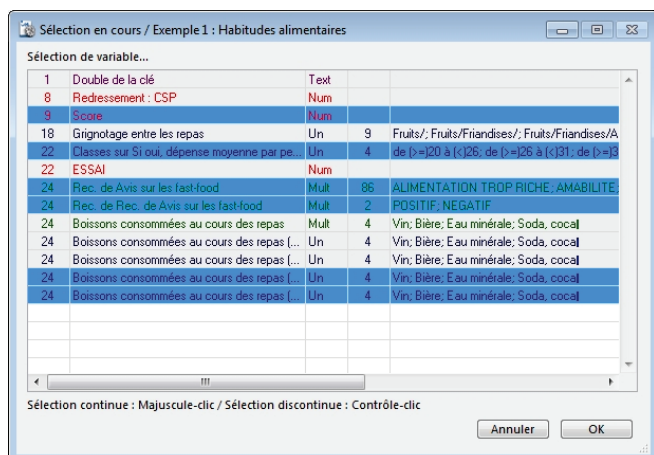 Sélection en cours / Exemple 1 : Habitudes alimentaires
Sélection de variable...
1 Double de la clé Text
8 Redressement : CSP Num
9 Score Num
18 Grignotage entre les repas Un 9 Fruits/; Fruits/Friandises/; Fruits/Friandises/A
22 Classes sur Si oui, dépense moyenne par pe... Un 4 de (>=)20 à (<)26; de (>=)26 à (<)31; de (>=)3
22 ESSAI Num
24 Rec. de Avis sur les fast-food Mult 86 ALIMENTATION TROP RICHE; AMABILITE;
24 Rec. de Rec. de Avis sur les fast-food Mult 2 POSITIF; NEGATIF
24 Boissons consommées au cours des repas Mult 4 Vin; Bière; Eau minérale; Soda, coca
24 Boissons consommées au cours des repas (... Un 4 Vin; Bière; Eau minérale; Soda, coca
24 Boissons consommées au cours des repas (... Un 4 Vin; Bière; Eau minérale; Soda, coca
24 Boissons consommées au cours des repas (... Un 4 Vin; Bière; Eau minérale; Soda, coca
24 Boissons consommées au cours des repas (... Un 4 Vin; Bière; Eau minérale; Soda, coca
Sélection continue : Majuscule-clic / Sélection discontinue : Contrôle-clic
Annuler OK